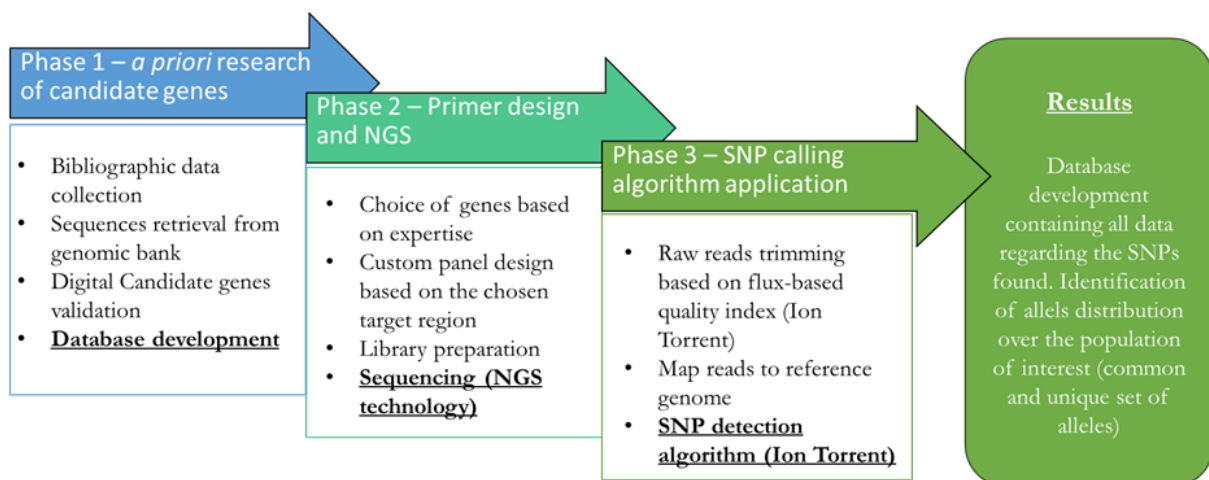 Phase 1 – a priori research
of candidate genes
• Bibliographic data
collection
• Sequences retrieval from
genomic bank
• Digital Candidate genes
validation
• Database development
Phase 2 – Primer design
and NGS
• Choice of genes based
on expertise
• Custom panel design
based on the chosen
target region
• Library preparation
• Sequencing (NGS
technology)
Phase 3 – SNP calling
algorithm application
• Raw reads trimming
based on flux-based
quality index (Ion
Torrent)
• Map reads to reference
genome
• SNP detection
algorithm (Ion Torrent)
Results
Database
development
containing all data
regarding the SNPs
found. Identification
of allels distribution
over the population
of interest (common
and unique set of
alleles)